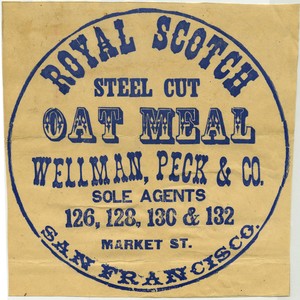 ROYAL SCOTCH
STEEL CUT
OAT MEAL
WELLMAN, PECK & CO.
SOLE AGENTS
126, 128, 130 & 132
MARKET ST.
SAN FRANCISCO.